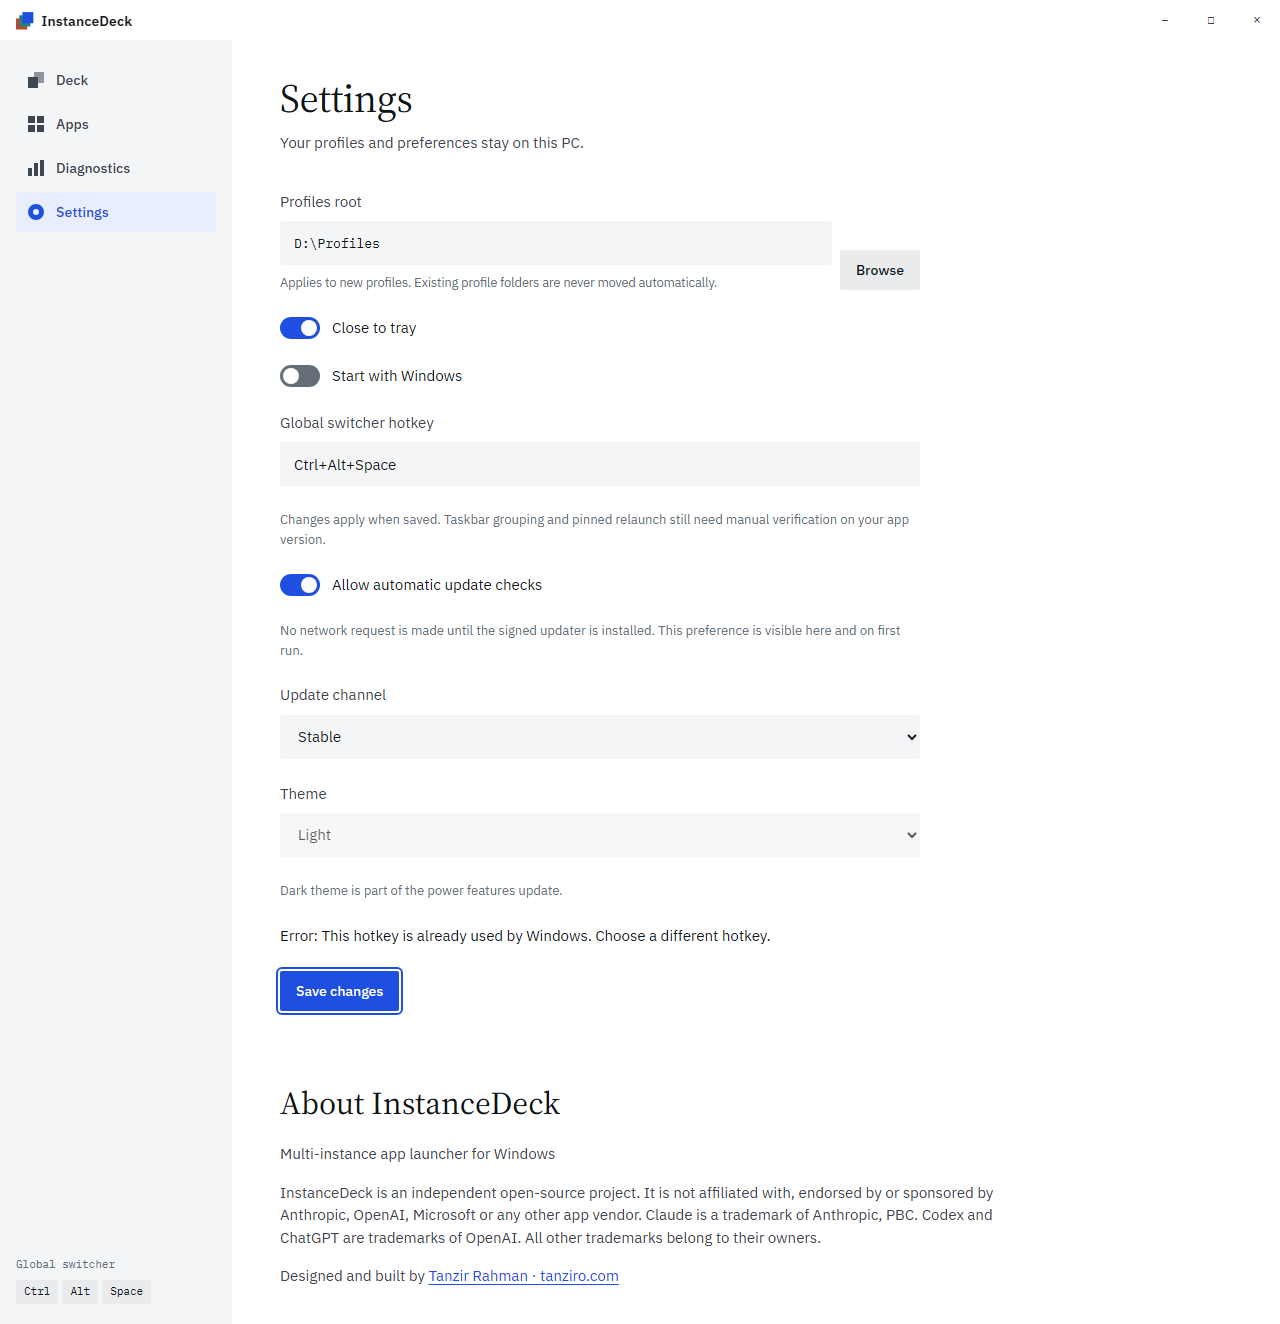 InstanceDeck
Deck
Apps
Diagnostics
Settings
Global switcher
Ctrl Alt Space
Settings
Your profiles and preferences stay on this PC.
Profiles root
D:\Profiles
Browse
Applies to new profiles. Existing profile folders are never moved automatically.
Close to tray
Start with Windows
Global switcher hotkey
Ctrl+Alt+Space
Changes apply when saved. Taskbar grouping and pinned relaunch still need manual verification on your app
version.
Allow automatic update checks
No network request is made until the signed updater is installed. This preference is visible here and on first
run.
Update channel
Stable
Theme
Light
Dark theme is part of the power features update.
Error: This hotkey is already used by Windows. Choose a different hotkey.
Save changes
About InstanceDeck
Multi-instance app launcher for Windows
InstanceDeck is an independent open-source project. It is not affiliated with, endorsed by or sponsored by
Anthropic, OpenAI, Microsoft or any other app vendor. Claude is a trademark of Anthropic, PBC. Codex and
ChatGPT are trademarks of OpenAI. All other trademarks belong to their owners.
Designed and built by Tanzir Rahman · tanziro.com